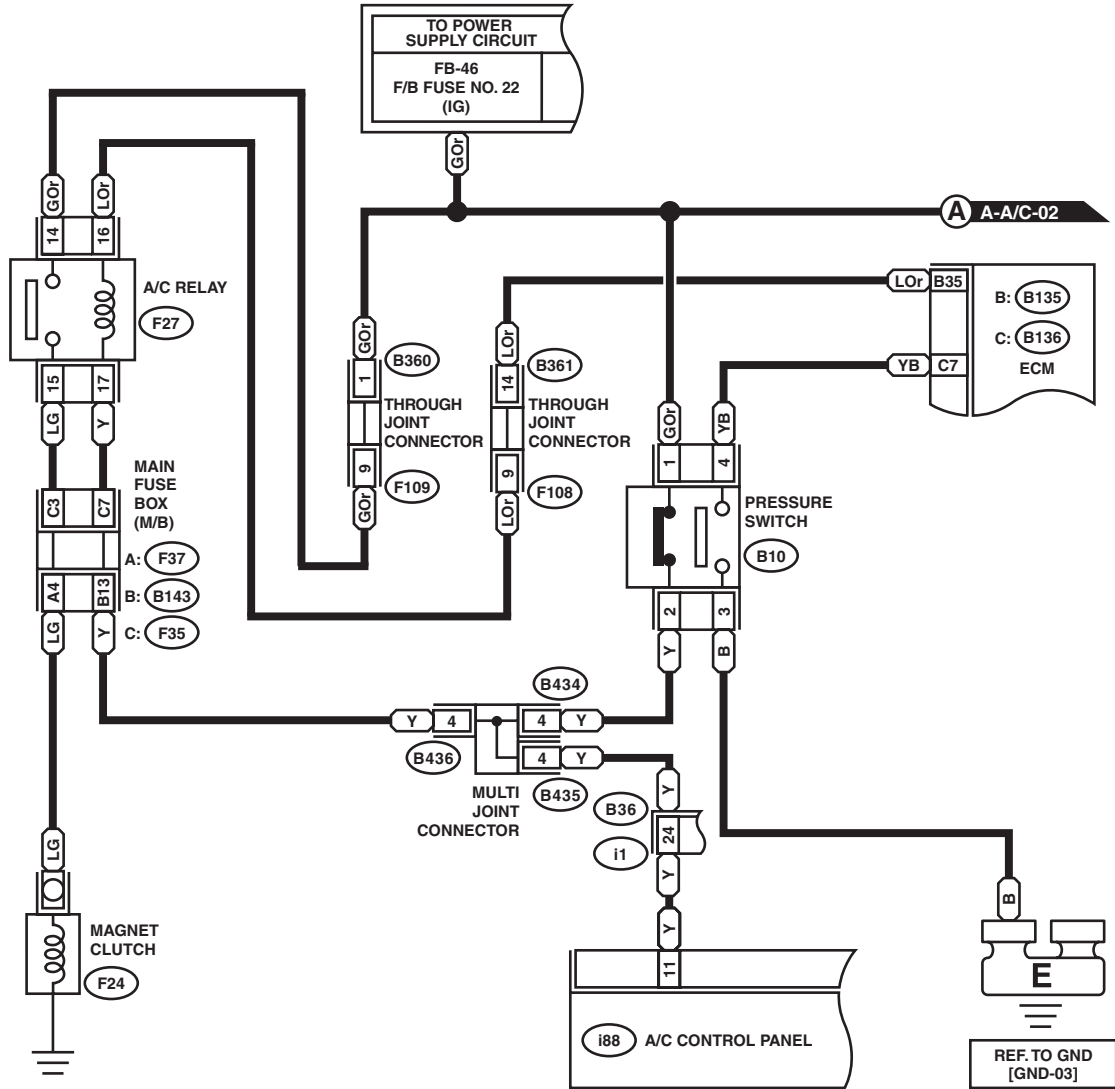 TO POWER
SUPPLY CIRCUIT
FB-46
F/B FUSE NO. 22
(IG)
GOr
GOr
LOr
14
16
A/C RELAY
F27
15
17
LG
Y
MAIN
FUSE
BOX
(M/B)
C3
C7
A: F37
B: B143
C: F35
A4
B13
LG
Y
LG
MAGNET
CLUTCH
F24
A
A-A/C-02
GOr
1
B360
THROUGH
JOINT
CONNECTOR
9
F109
GOr
LOr
14
B361
THROUGH
JOINT
CONNECTOR
9
F108
LOr
LOr
B35
B: B135
C: B136
ECM
YB
C7
GOr
YB
1
4
PRESSURE
SWITCH
B10
2
3
Y
B
B434
Y
4
4
Y
B436
4
Y
B435
MULTI
JOINT
CONNECTOR
Y
B36
24
i1
Y
Y
11
i88
A/C CONTROL PANEL
B
E
REF. TO GND
[GND-03]